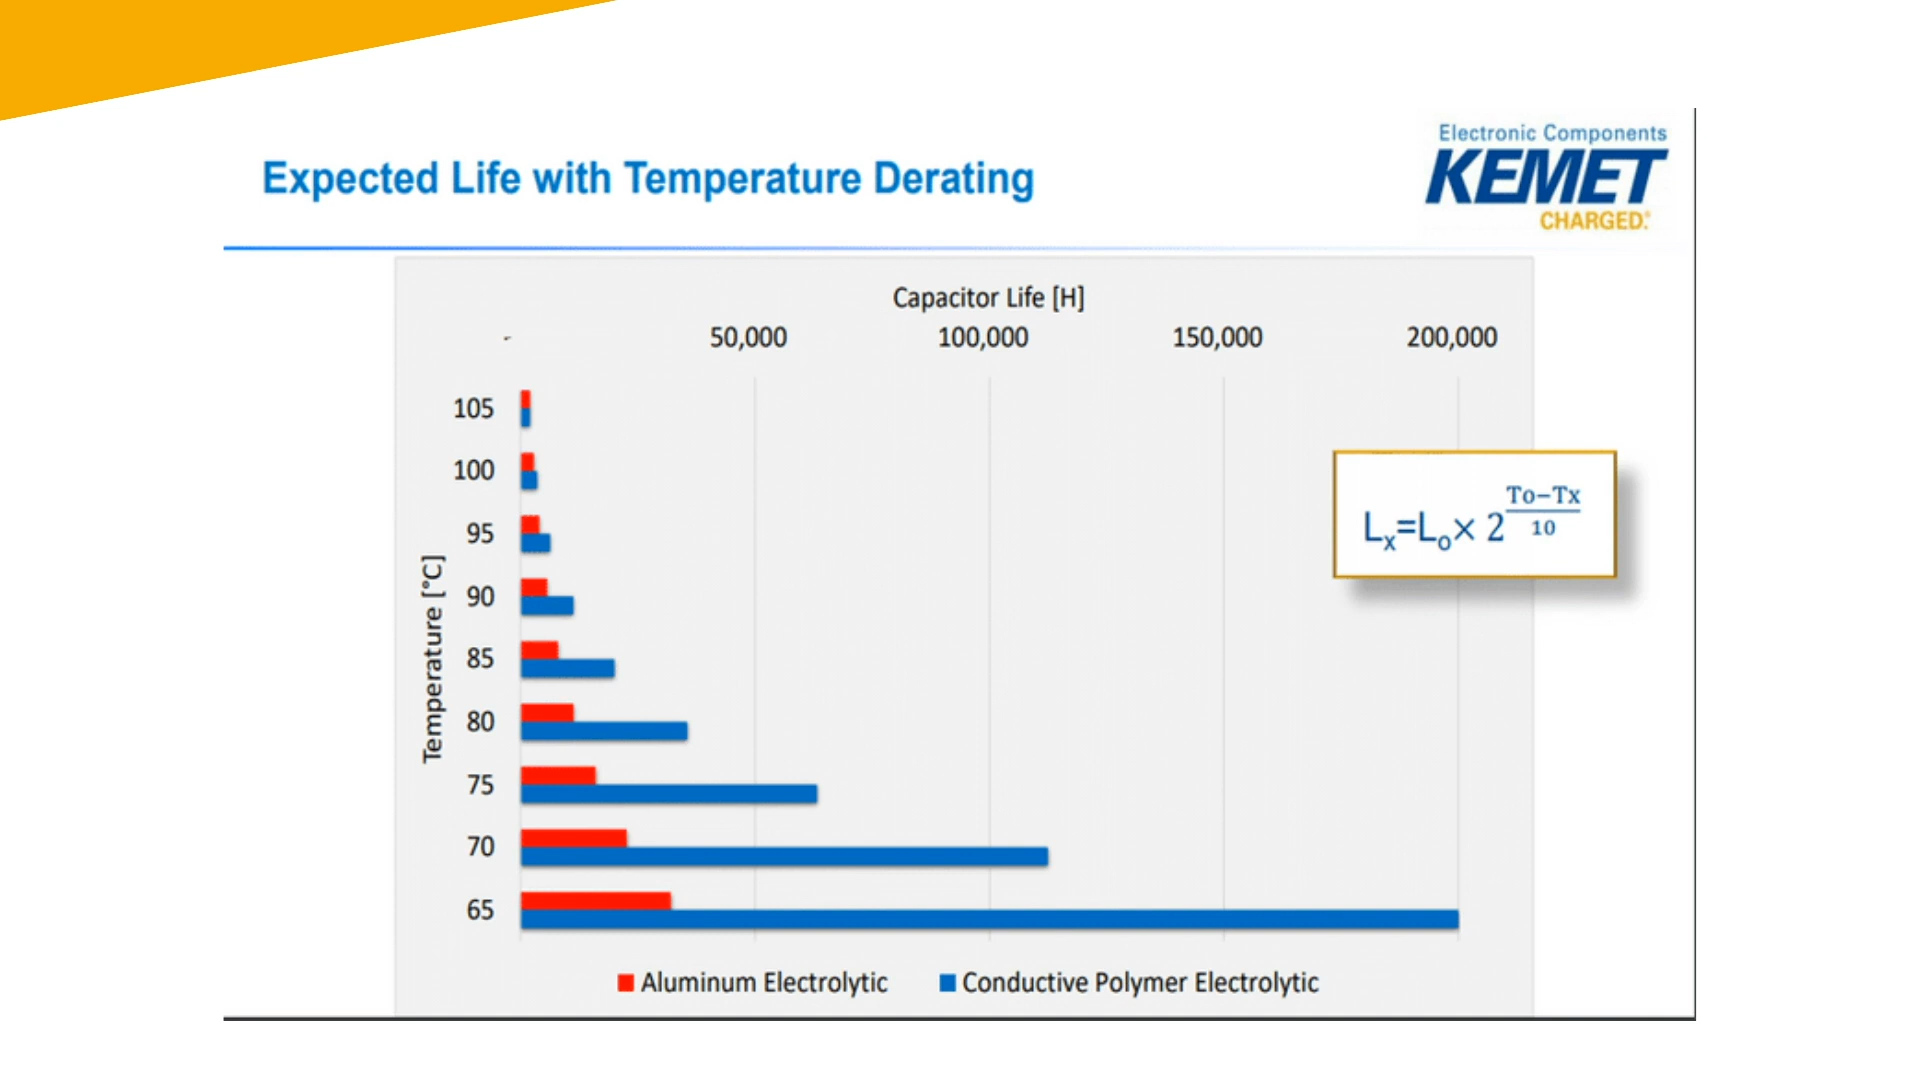 Electronic Components
KEMET
CHARGED.®
Expected Life with Temperature Derating
Capacitor Life [H]
- 50,000 100,000 150,000 200,000
Temperature [°C]
105
100
95
90
85
80
75
70
65
Lx=Lo× 2^(To−Tx/10)
Aluminum Electrolytic
Conductive Polymer Electrolytic